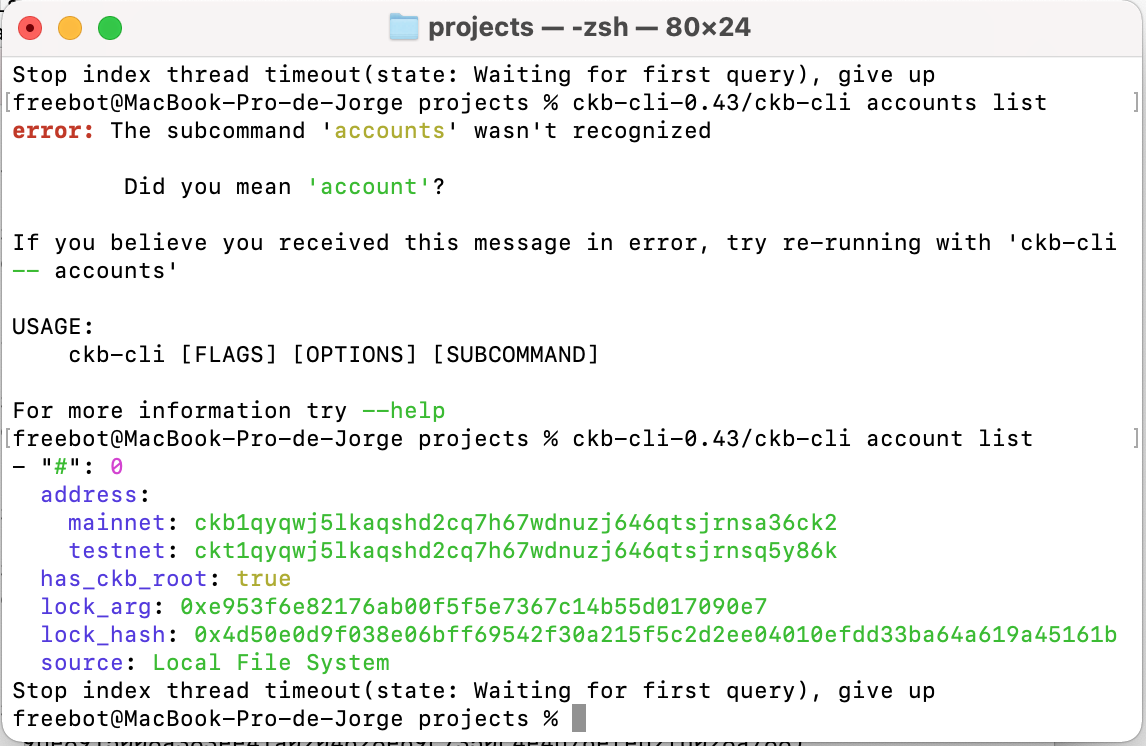 projects — -zsh — 80×24
Stop index thread timeout(state: Waiting for first query), give up
[freebot@MacBook-Pro-de-Jorge projects % ckb-cli-0.43/ckb-cli accounts list ]
error: The subcommand 'accounts' wasn't recognized
Did you mean 'account'?
If you believe you received this message in error, try re-running with 'ckb-cli
-- accounts'
USAGE:
ckb-cli [FLAGS] [OPTIONS] [SUBCOMMAND]
For more information try --help
[freebot@MacBook-Pro-de-Jorge projects % ckb-cli-0.43/ckb-cli account list ]
- "#": 0
address:
mainnet: ckb1qyqwj5lkaqshd2cq7h67wdnuzj646qtsjrnsa36ck2
testnet: ckt1qyqwj5lkaqshd2cq7h67wdnuzj646qtsjrnsq5y86k
has_ckb_root: true
lock_arg: 0xe953f6e82176ab00f5f5e7367c14b55d017090e7
lock_hash: 0x4d50e0d9f038e06bff69542f30a215f5c2d2ee04010efdd33ba64a619a45161b
source: Local File System
Stop index thread timeout(state: Waiting for first query), give up
freebot@MacBook-Pro-de-Jorge projects %